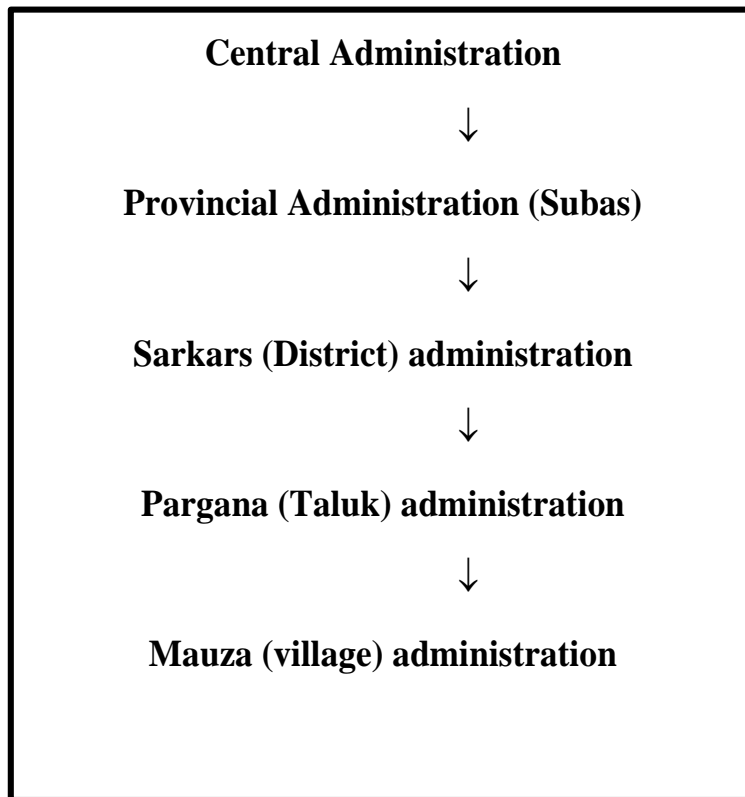 Central Administration
↓
Provincial Administration (Subas)
↓
Sarkars (District) administration
↓
Pargana (Taluk) administration
↓
Mauza (village) administration